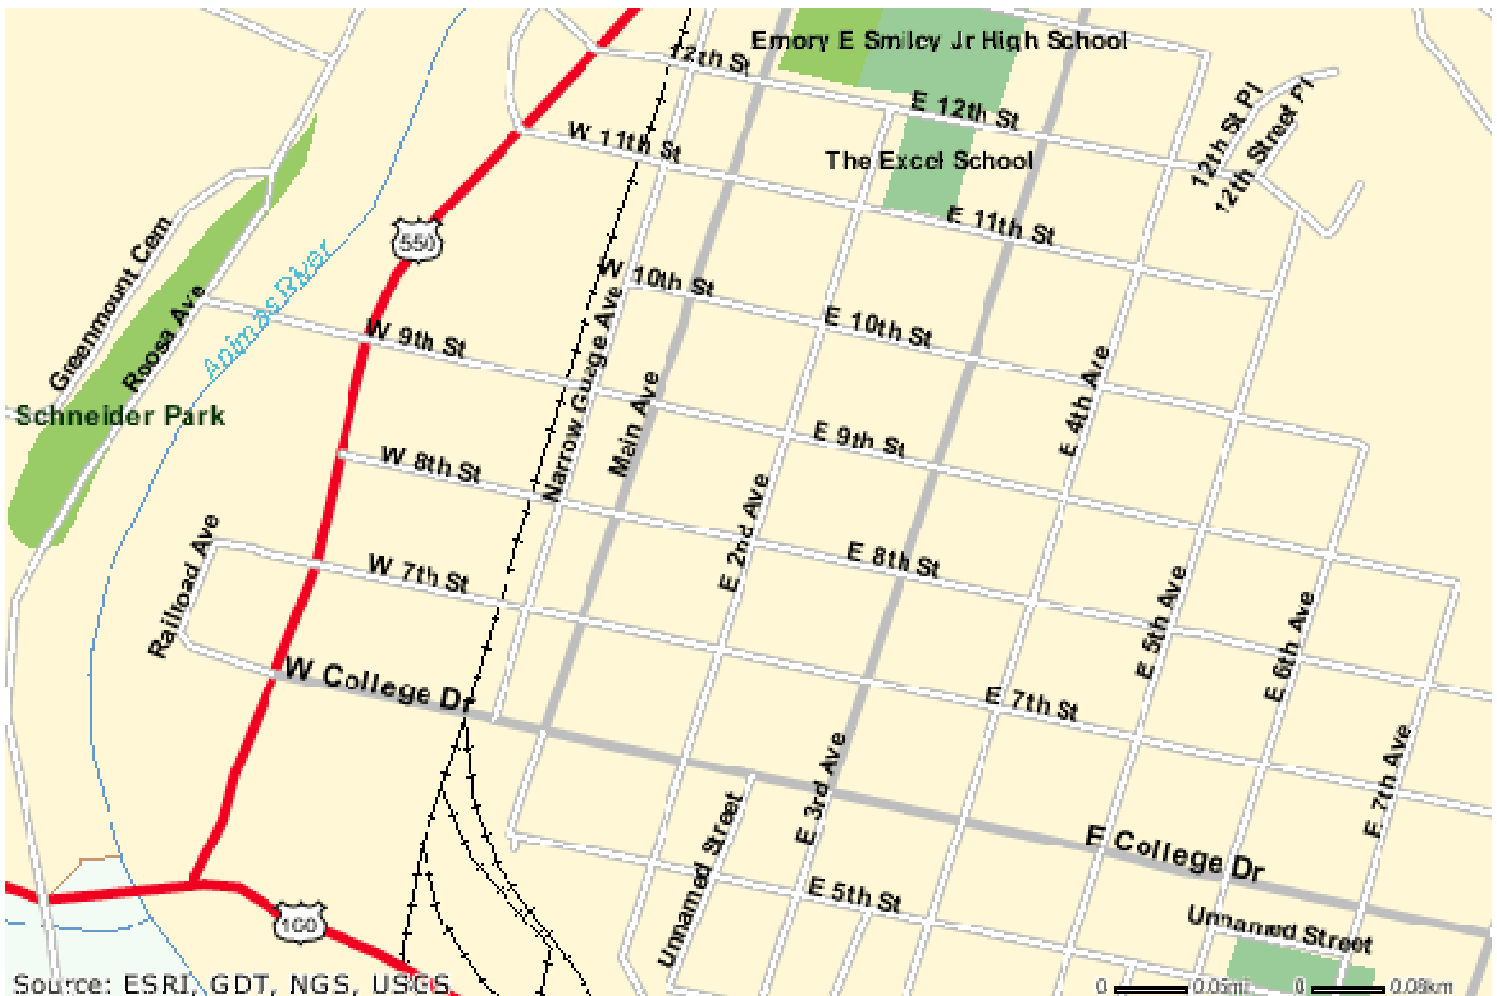 Emory E Smiley Jr High School
12th St
E 12th St
W 11th St
The Excel School
12th St Pl
12th Street Pl
E 11th St
550
Greenmount Cem
Animas River
W 10th St
Roosa Ave
W 9th St
E 10th St
Narrow Guage Ave
Main Ave
E 4th Ave
Schneider Park
E 9th St
W 8th St
E 2nd Ave
E 8th St
Railroad Ave
W 7th St
E 5th Ave
E 6th Ave
W College Dr
E 7th St
E 3rd Ave
E 7th Ave
Unnamed Street
E College Dr
E 5th St
160
Unnamed Street
Source: ESRI, GDT, NGS, USGS
0 0.05mi 0 0.08km